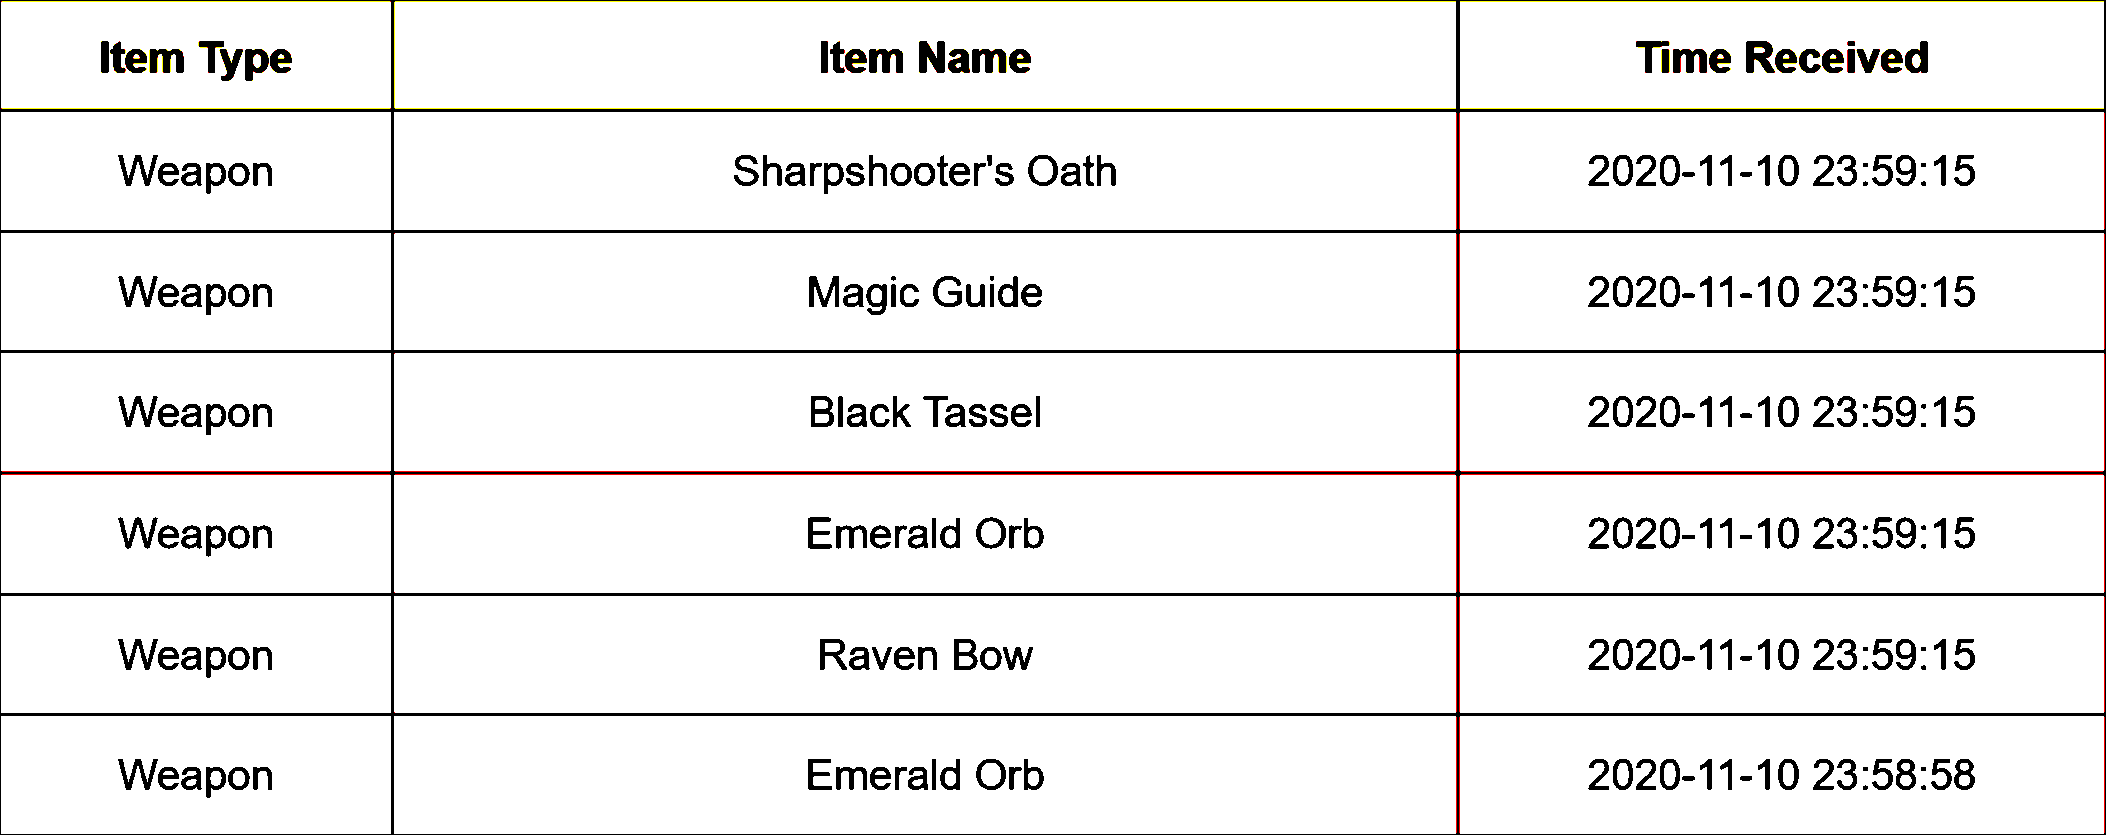 Item Type Item Name Time Received
Weapon Sharpshooter's Oath 2020-11-10 23:59:15
Weapon Magic Guide 2020-11-10 23:59:15
Weapon Black Tassel 2020-11-10 23:59:15
Weapon Emerald Orb 2020-11-10 23:59:15
Weapon Raven Bow 2020-11-10 23:59:15
Weapon Emerald Orb 2020-11-10 23:58:58